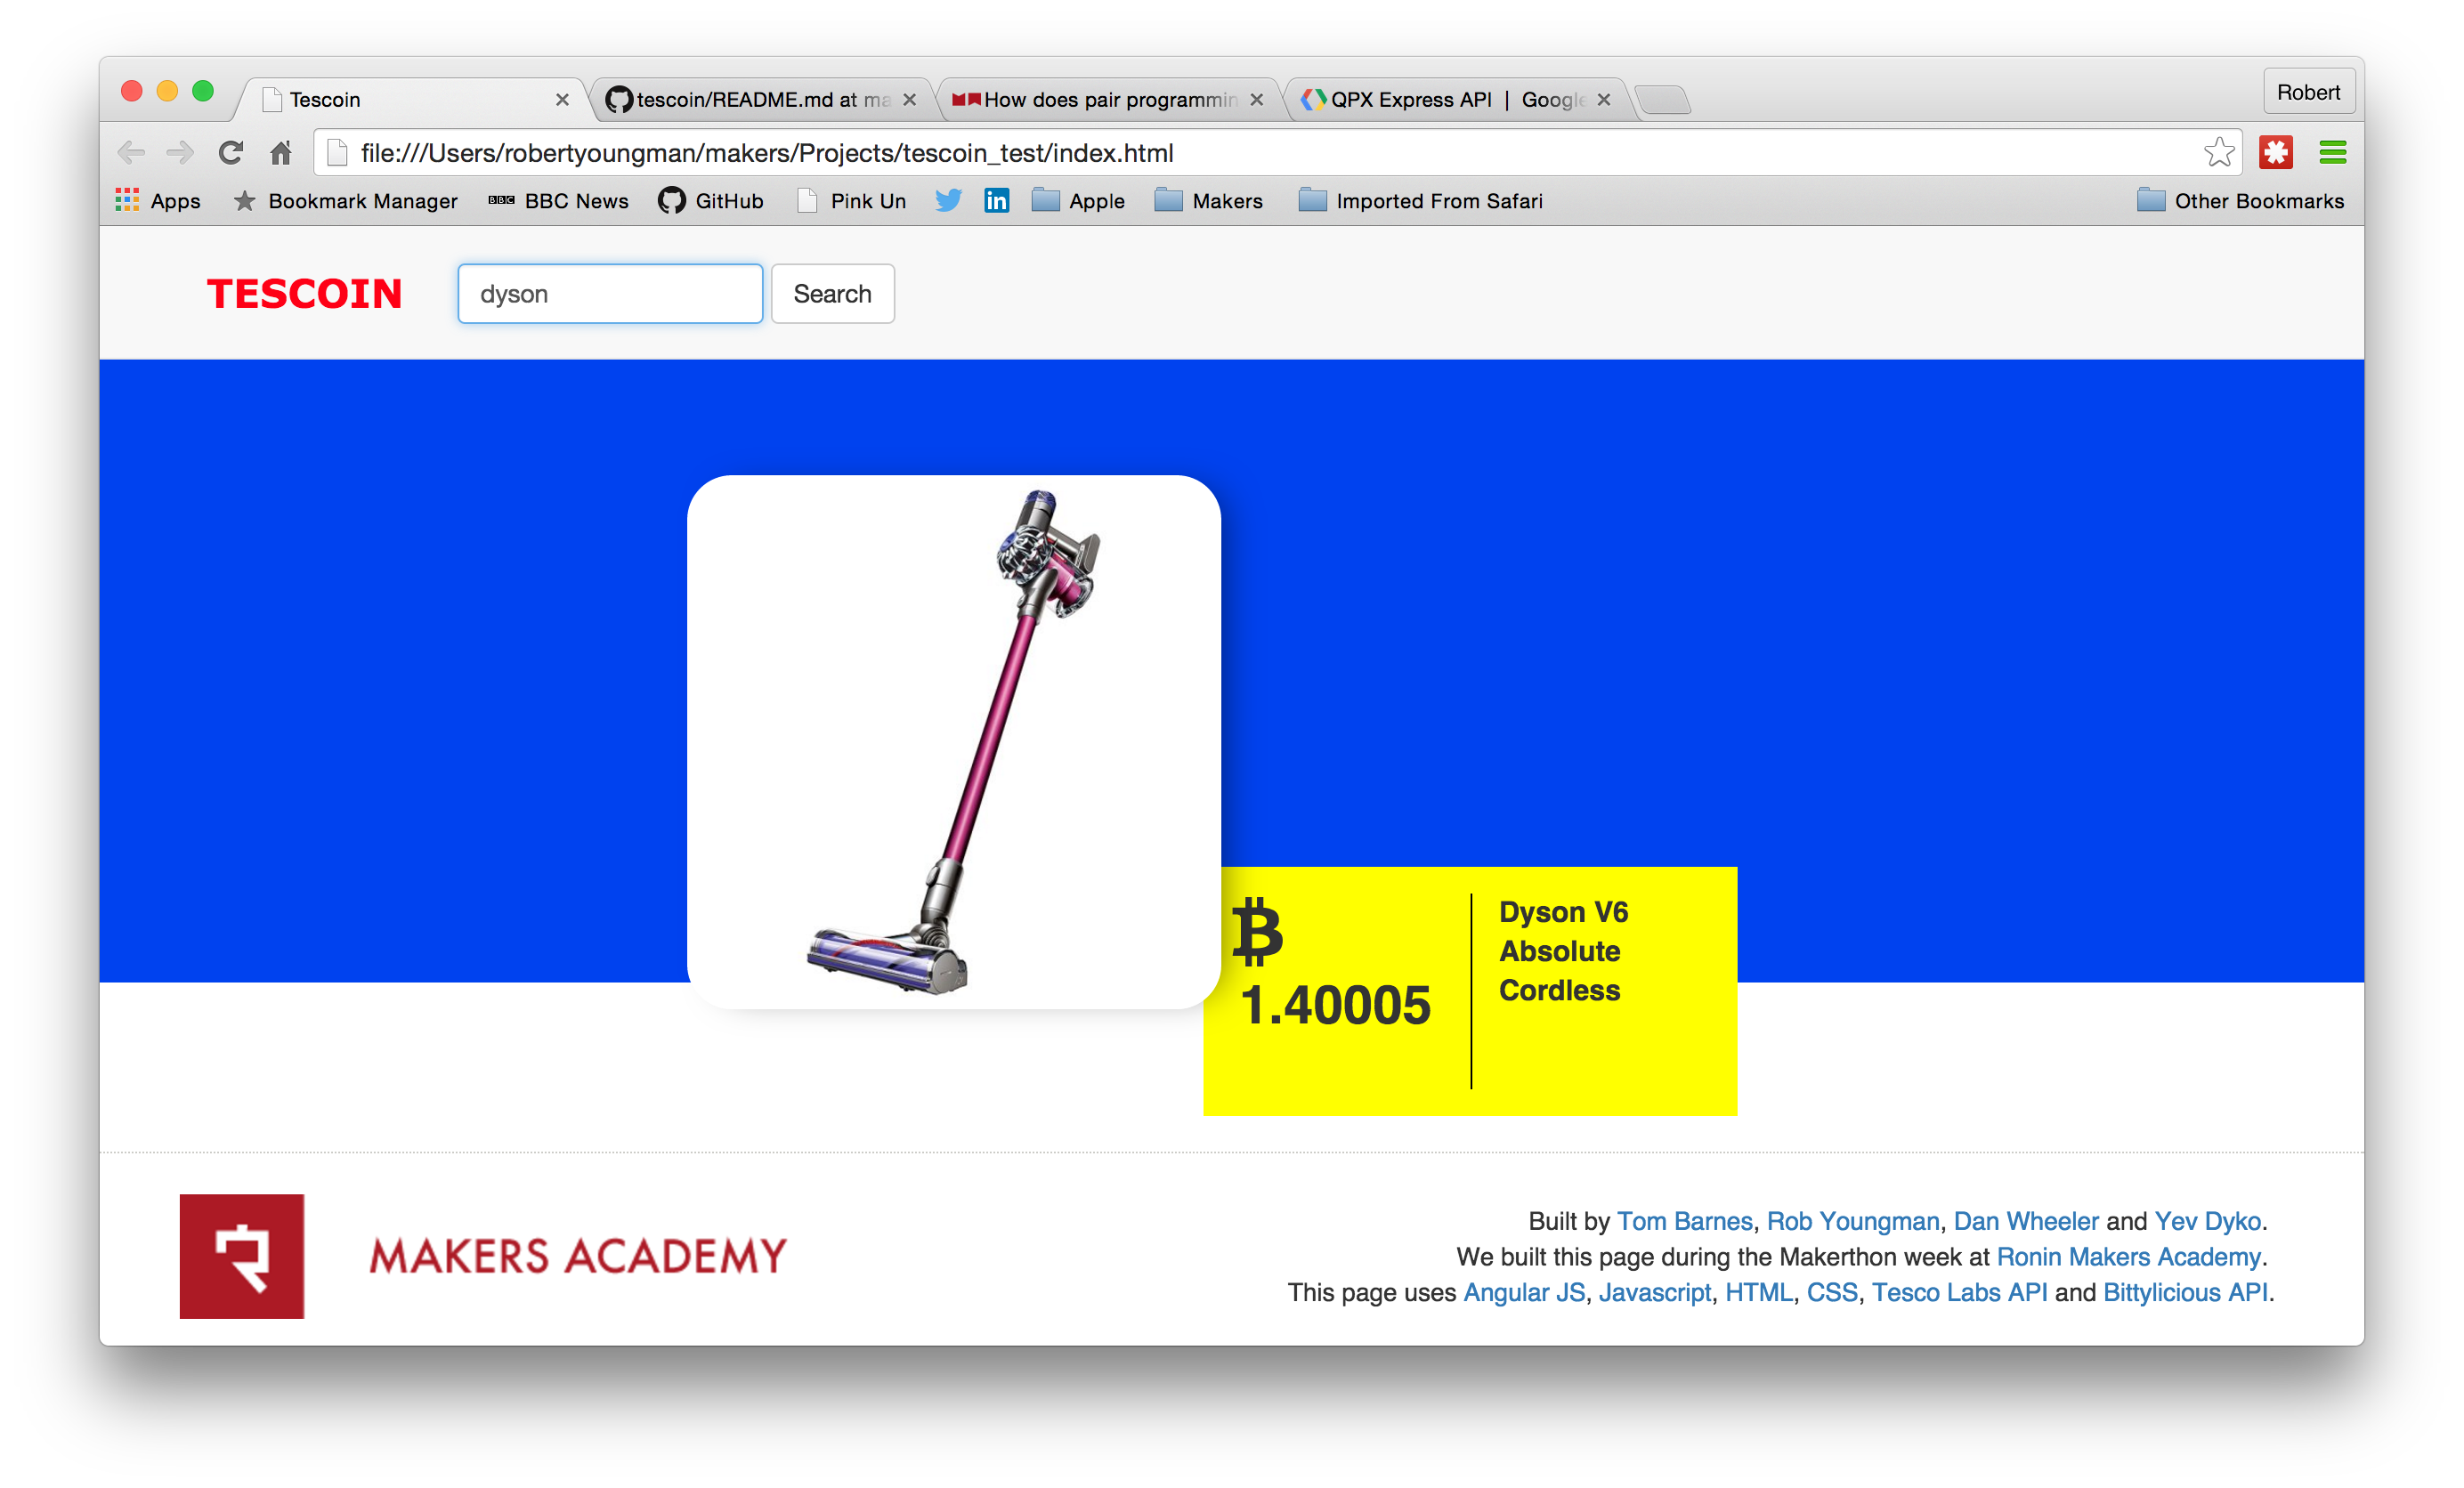 Tescoin
tescoin/README.md at ma
How does pair programmin
QPX Express API | Google
Robert
file:///Users/robertyoungman/makers/Projects/tescoin_test/index.html
Apps
Bookmark Manager
BBC
BBC News
GitHub
Pink Un
in
Apple
Makers
Imported From Safari
Other Bookmarks
TESCOIN
dyson
Search
₿
1.40005
Dyson V6
Absolute
Cordless
MAKERS ACADEMY
Built by Tom Barnes, Rob Youngman, Dan Wheeler and Yev Dyko.
We built this page during the Makerthon week at Ronin Makers Academy.
This page uses Angular JS, Javascript, HTML, CSS, Tesco Labs API and Bittylicious API.